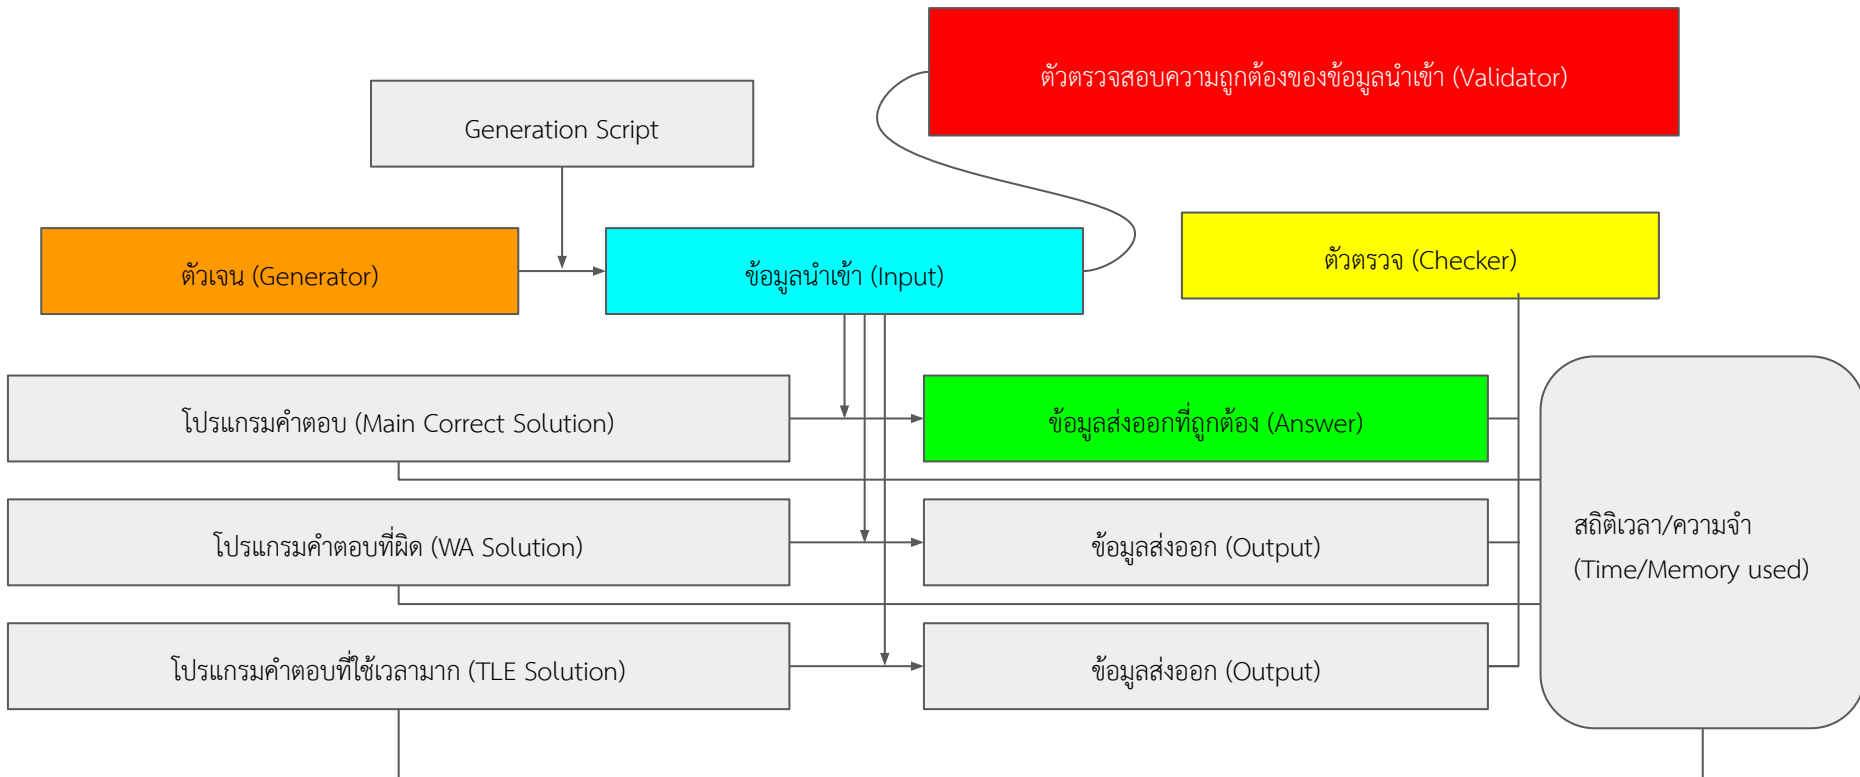 ตัวตรวจสอบความถูกต้องของข้อมูลนำเข้า (Validator)
Generation Script
ตัวเจน (Generator)
ข้อมูลนำเข้า (Input)
ตัวตรวจ (Checker)
โปรแกรมคำตอบ (Main Correct Solution)
ข้อมูลส่งออกที่ถูกต้อง (Answer)
โปรแกรมคำตอบที่ผิด (WA Solution)
ข้อมูลส่งออก (Output)
สถิติเวลา/ความจำ
(Time/Memory used)
โปรแกรมคำตอบที่ใช้เวลามาก (TLE Solution)
ข้อมูลส่งออก (Output)